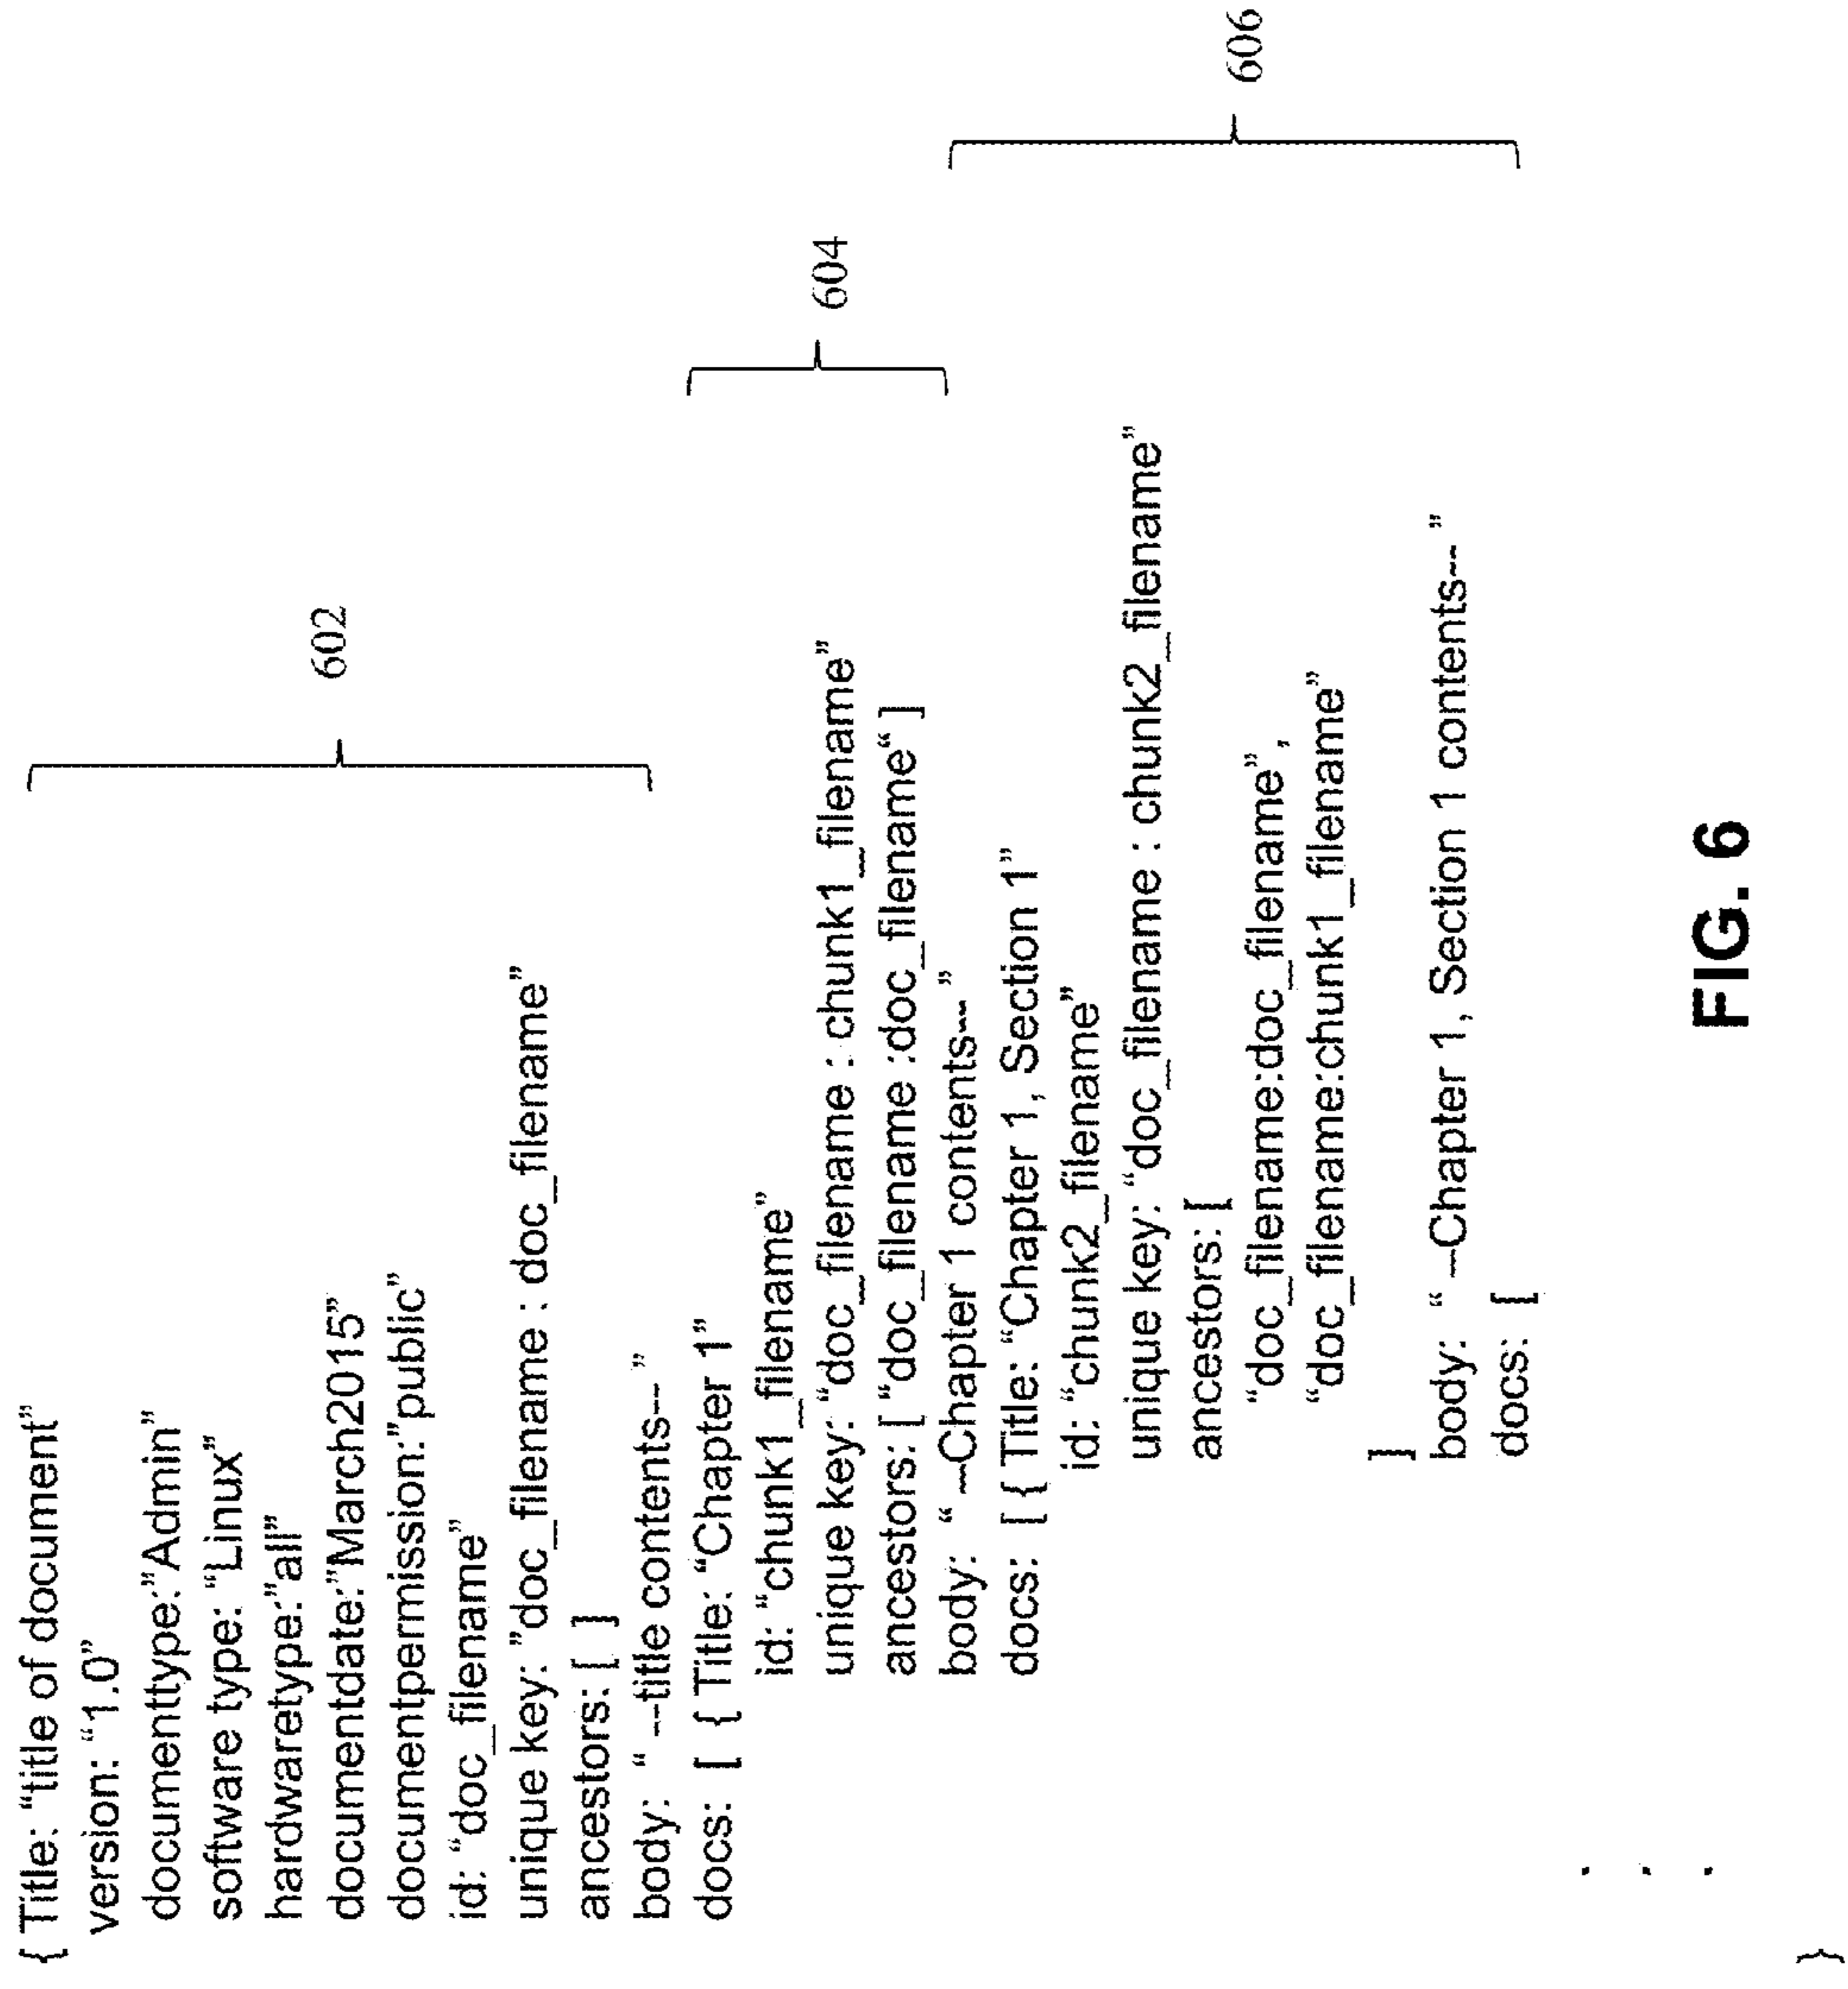 { Title: “title of document”
version: “1.0”
documenttype:”Admin”
software type: “Linux”
hardwaretype:”all”
documentdate:”March2015”
documentpermission:”public”
id: “doc_filename”
unique key: ”doc_filename : doc_filename”
ancestors: [ ]
body: “ --title contents-- ”
602
docs: [ { Title: “Chapter 1”
id: “chunk1_filename”
unique key: “doc_filename : chunk1_filename”
ancestors: [ “doc_filename :doc_filename“ ]
body: “ --Chapter 1 contents-- ”
604
docs: [ { Title: “Chapter 1, Section 1”
id: “chunk2_filename”
unique key: “doc_filename : chunk2_filename”
ancestors: [
“doc_filename:doc_filename” ,
“doc_filename:chunk1_filename”
]
body: “ --Chapter 1, Section 1 contents-- ”
docs: [
606
.
.
.
}
FIG. 6